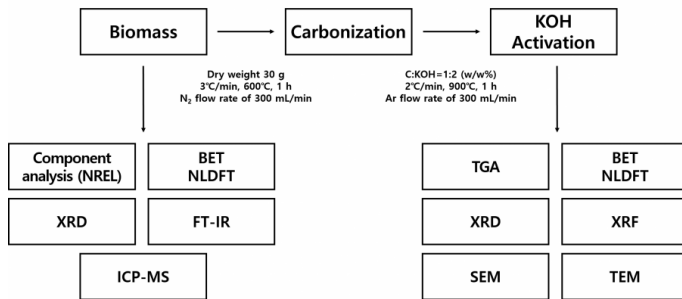 Biomass
Carbonization
KOH
Activation
Dry weight 30 g
3℃/min, 600℃, 1 h
N₂ flow rate of 300 mL/min
C:KOH=1:2 (w/w%)
2℃/min, 900℃, 1 h
Ar flow rate of 300 mL/min
Component
analysis (NREL)
BET
NLDFT
XRD
FT-IR
ICP-MS
TGA
BET
NLDFT
XRD
XRF
SEM
TEM